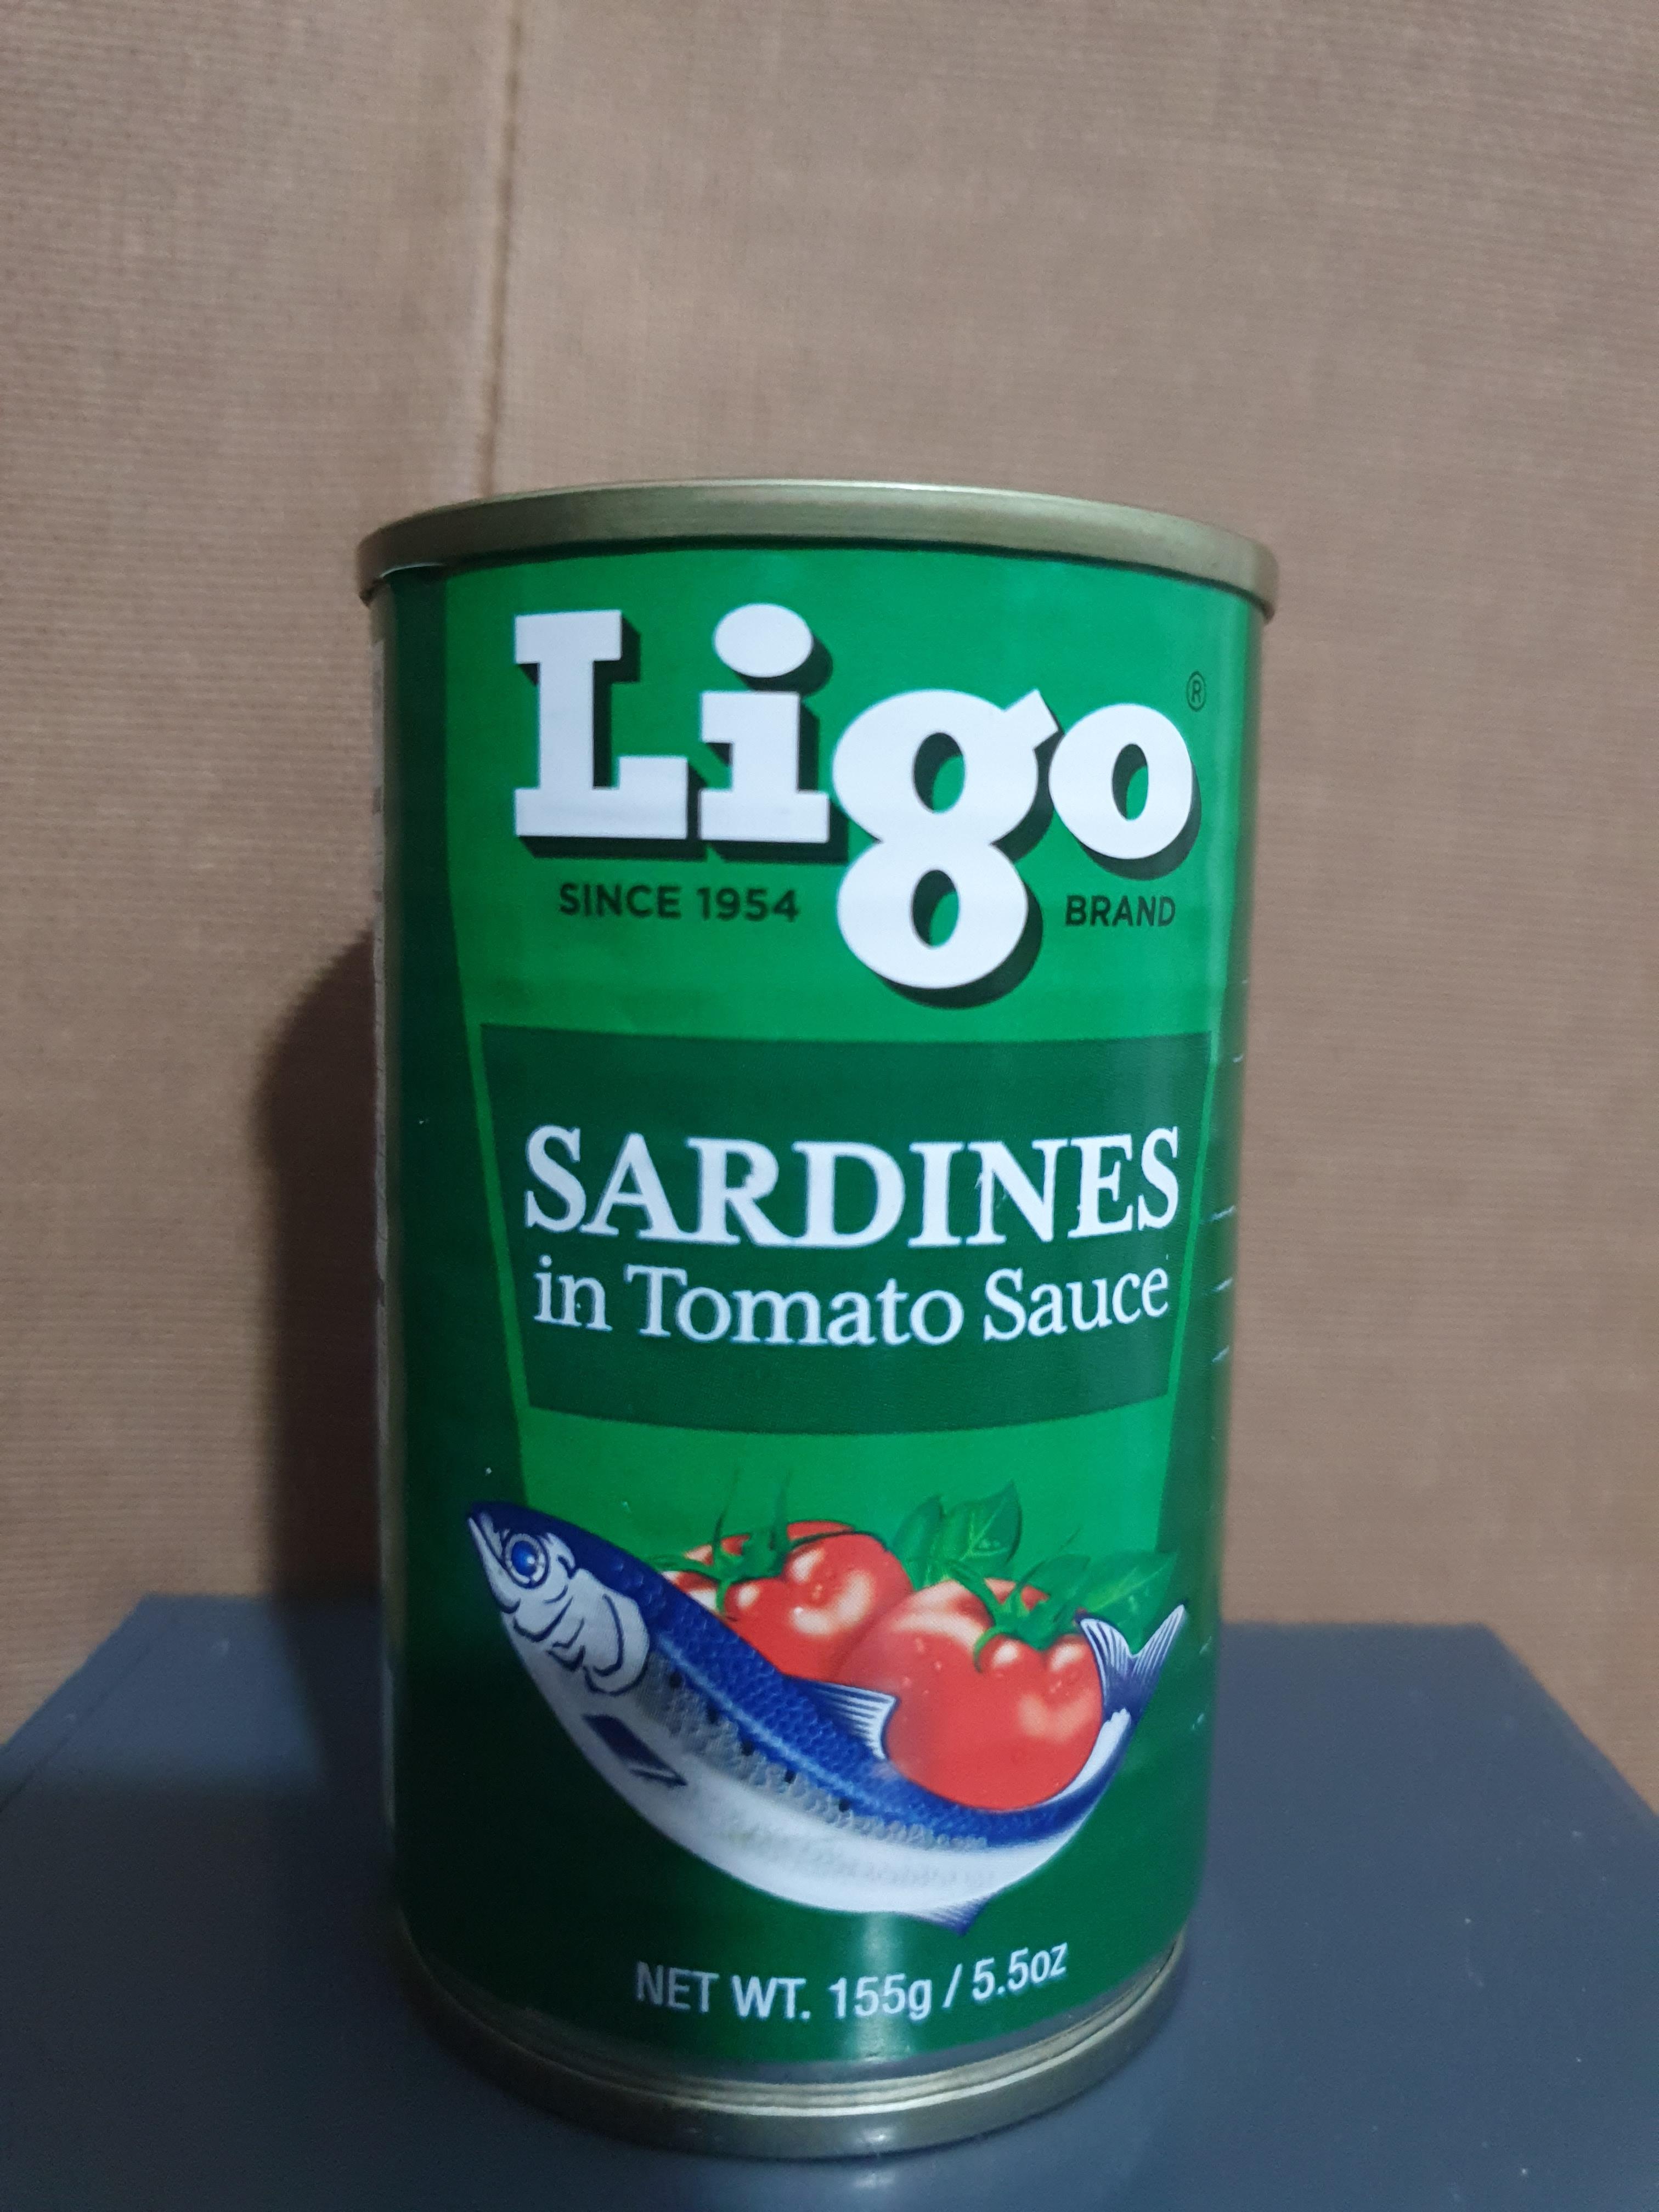 Ligo®
SINCE 1954 BRAND
SARDINES
in Tomato Sauce
NET WT. 155g / 5.5oz